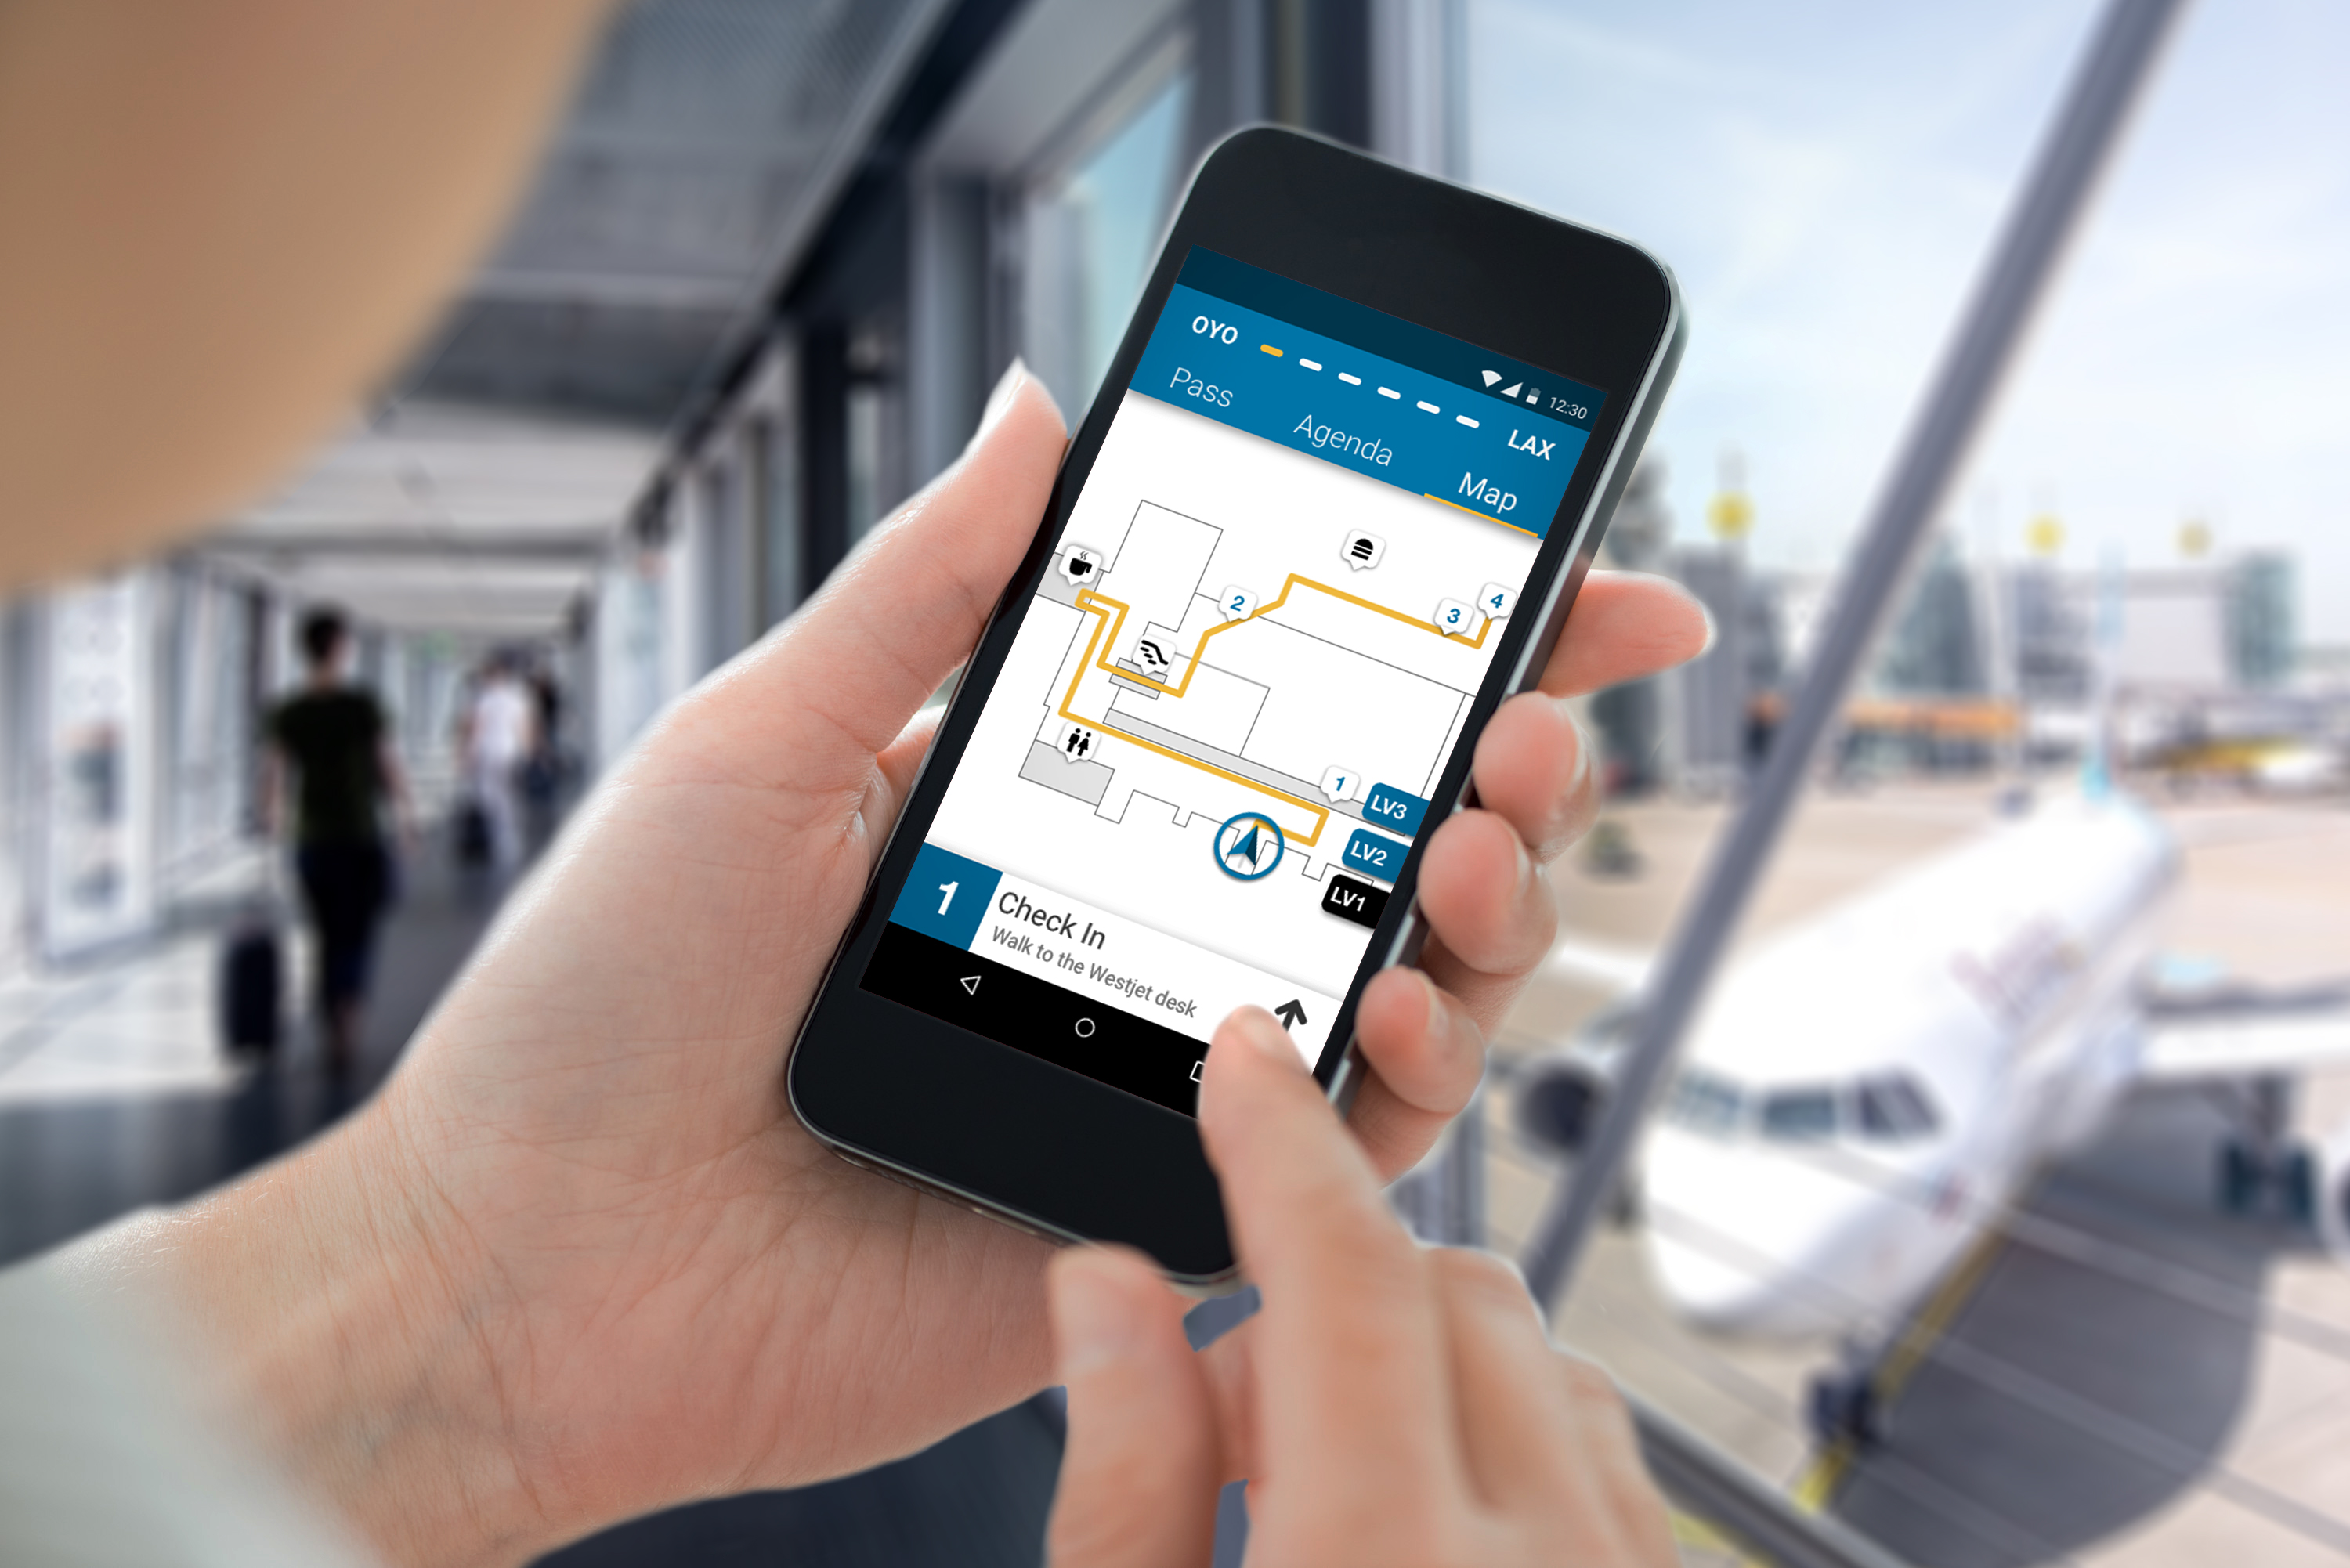 12:30
OYO LAX
Pass Agenda Map
2
3
4
1
LV3
LV2
LV1
1
Check In
Walk to the Westjet desk